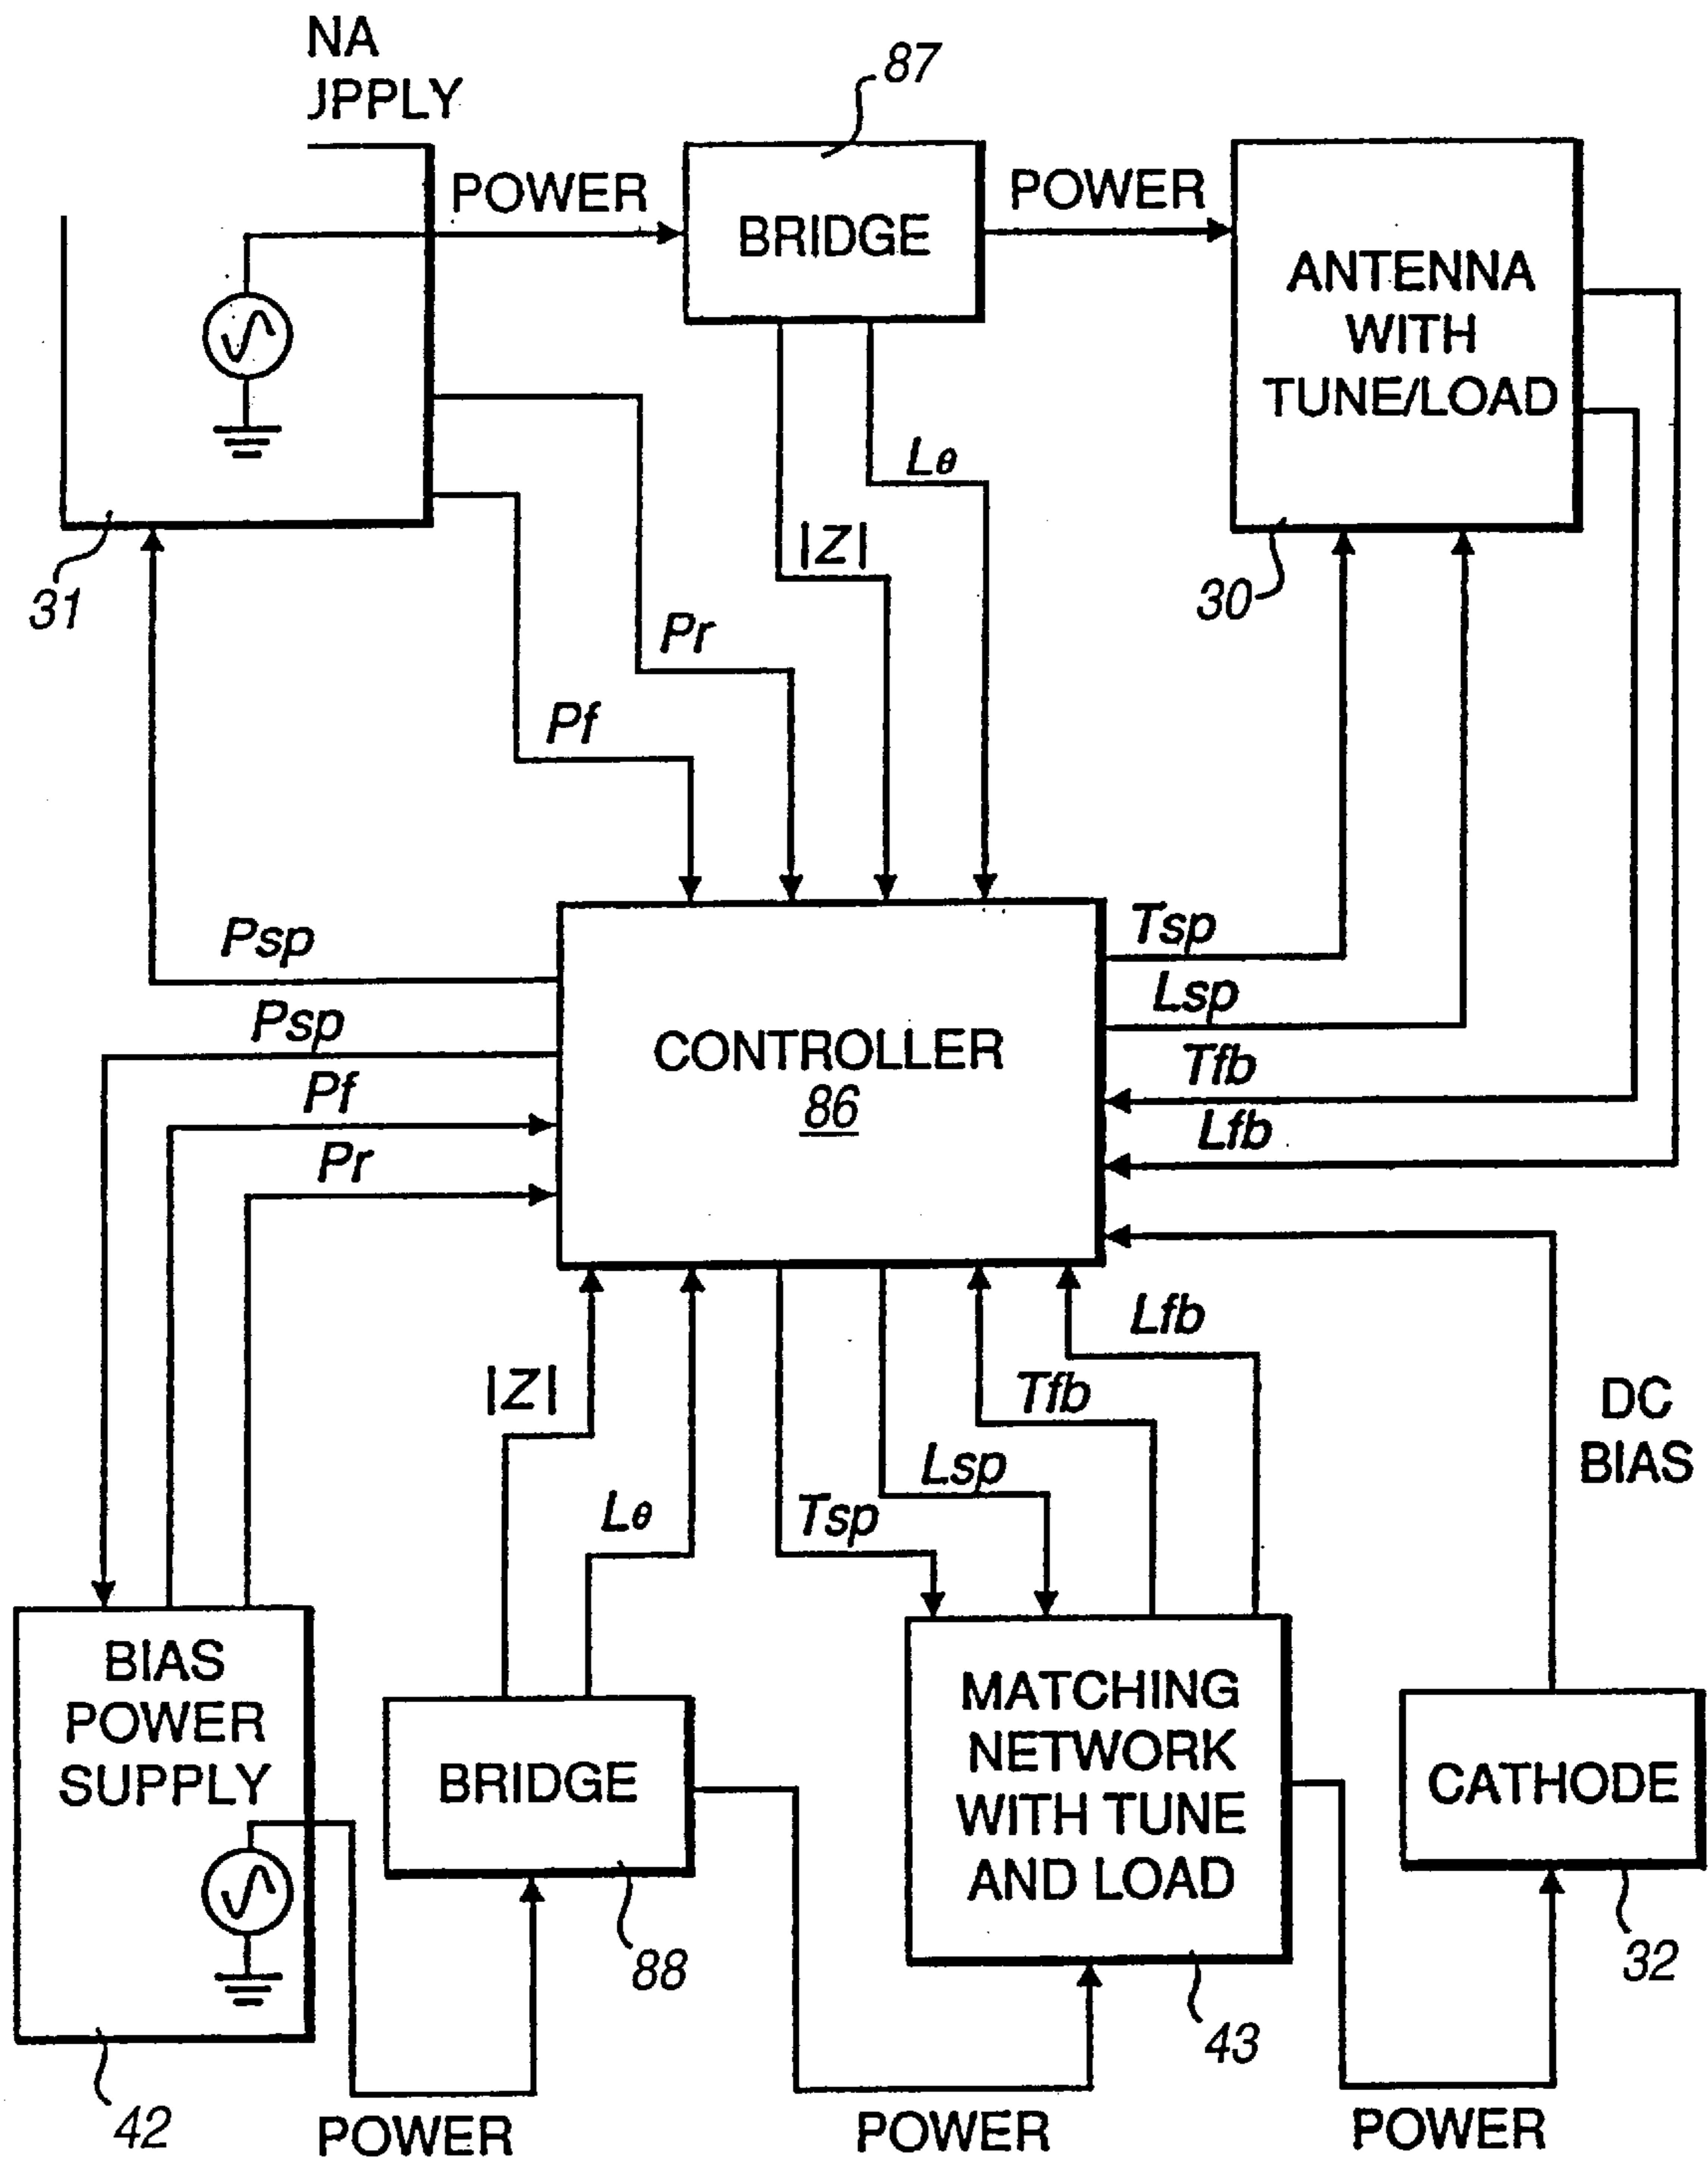 NA
JPPLY
87
POWER
BRIDGE
POWER
ANTENNA
WITH
TUNE/LOAD
Lθ
|Z|
31
30
Pr
Pf
Psp
Tsp
Lsp
Psp
CONTROLLER
86
Tfb
Pf
Lfb
Pr
Lfb
|Z|
Tfb
DC
BIAS
Lsp
Lθ
Tsp
BIAS
POWER
SUPPLY
BRIDGE
MATCHING
NETWORK
WITH TUNE
AND LOAD
CATHODE
88
32
43
42
POWER
POWER
POWER